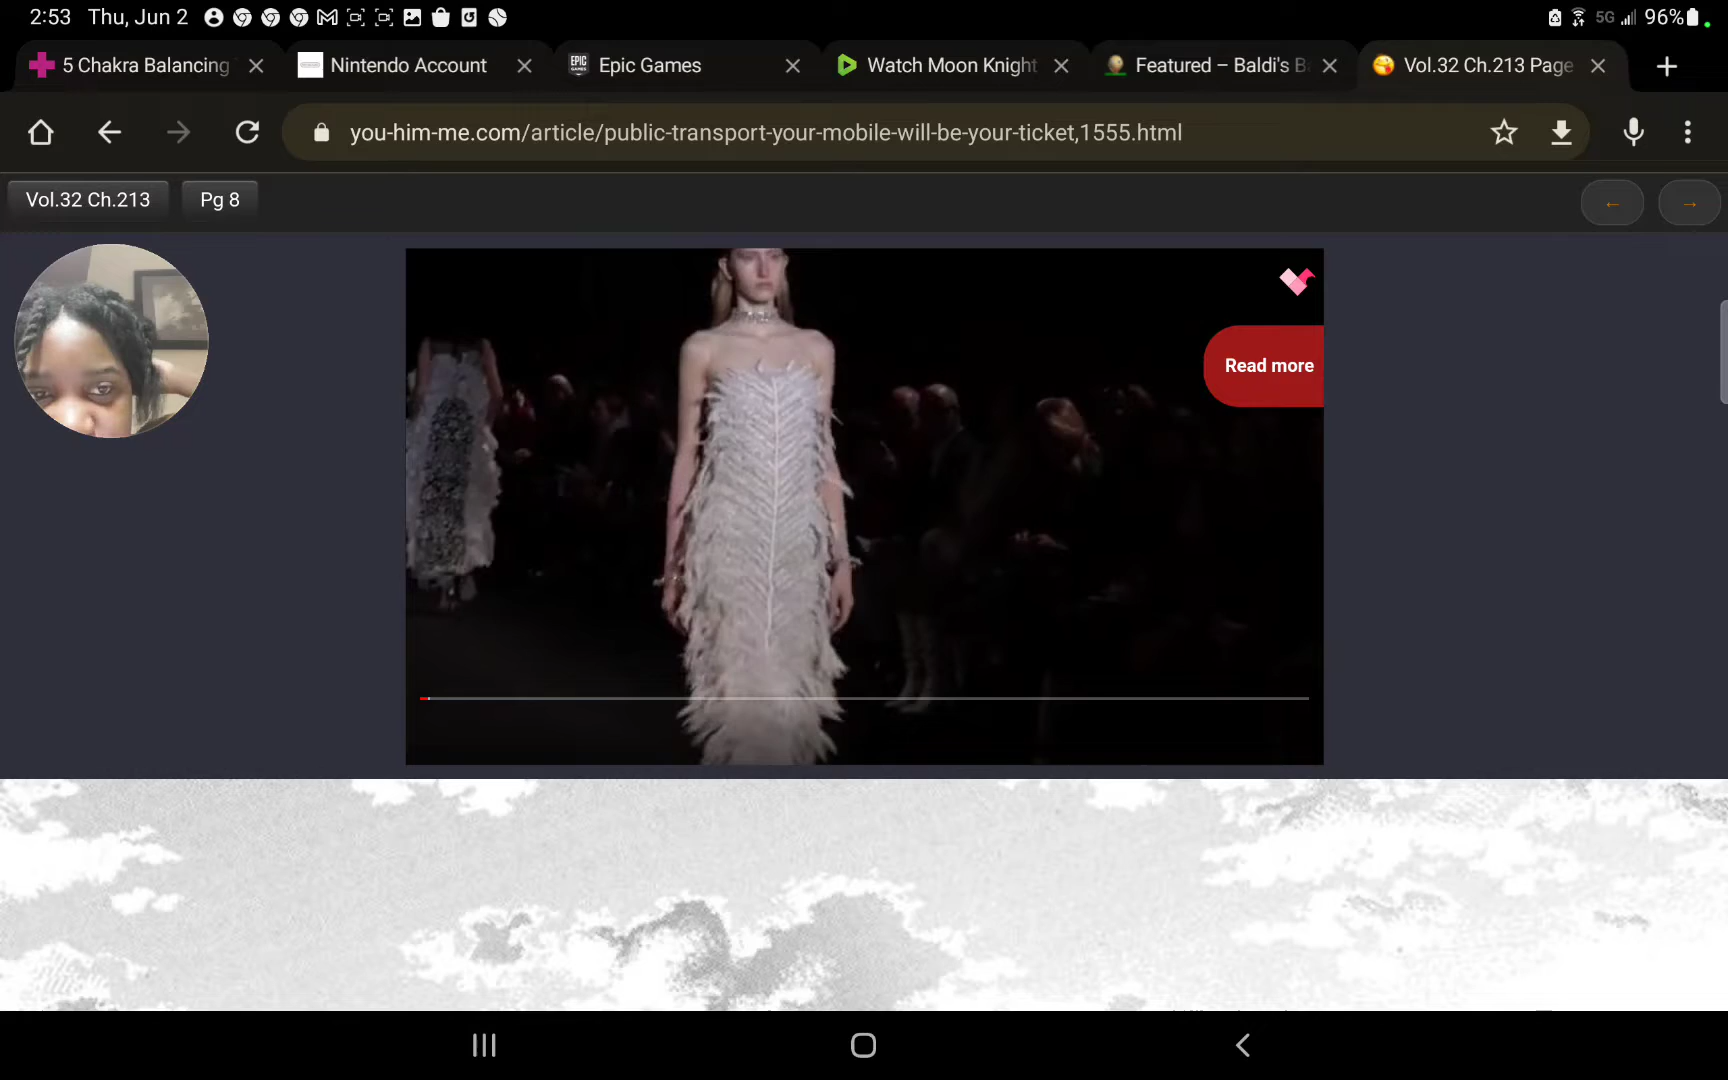 2:53 Thu, Jun 2 5G 96%
5 Chakra Balancing Nintendo Account EPIC GAMES Epic Games Watch Moon Knight Featured – Baldi's B Vol.32 Ch.213 Page
you-him-me.com/article/public-transport-your-mobile-will-be-your-ticket,1555.html
Vol.32 Ch.213 Pg 8
Read more